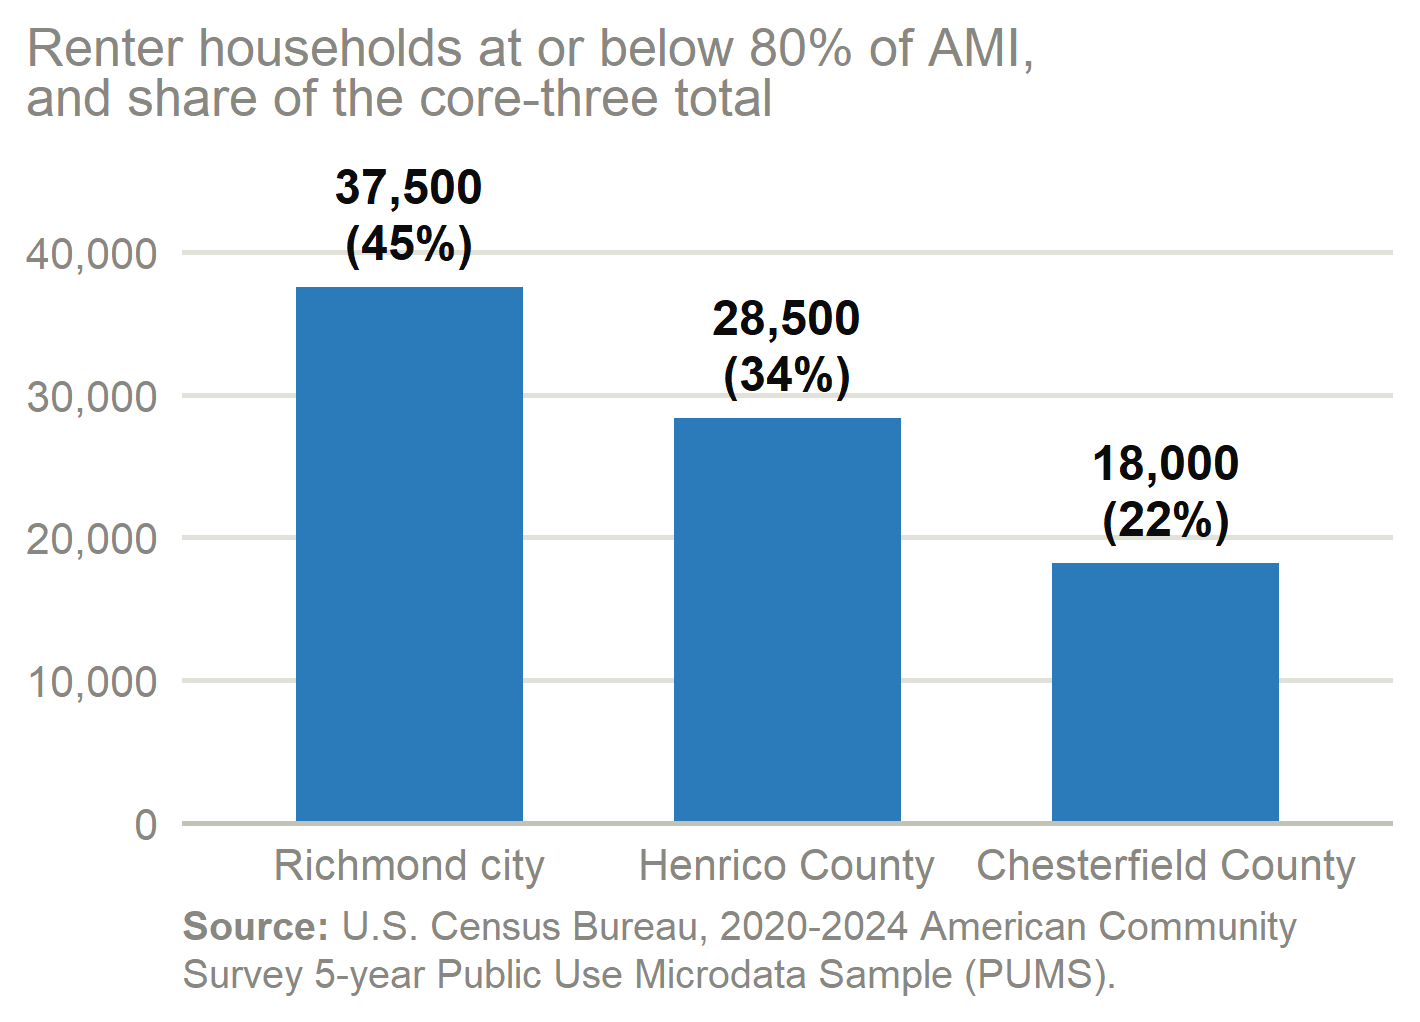 Renter households at or below 80% of AMI,
and share of the core-three total
37,500
(45%)
40,000
28,500
(34%)
30,000
18,000
(22%)
20,000
10,000
0
Richmond city
Henrico County
Chesterfield County
Source: U.S. Census Bureau, 2020-2024 American Community
Survey 5-year Public Use Microdata Sample (PUMS).